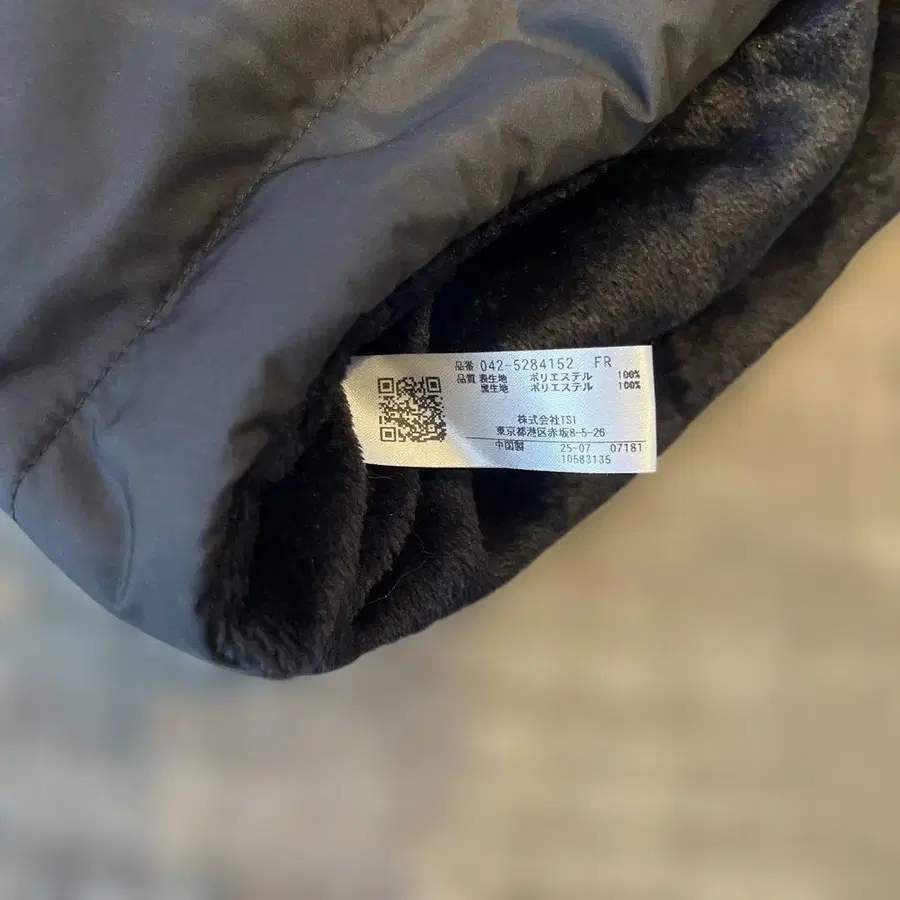 品番 042-5284152 FR
品質 表生地 ポリエステル 100%
裏生地 ポリエステル 100%
株式会社TSI
東京都港区赤坂8-5-26
中国製 25-07 07181
10583135